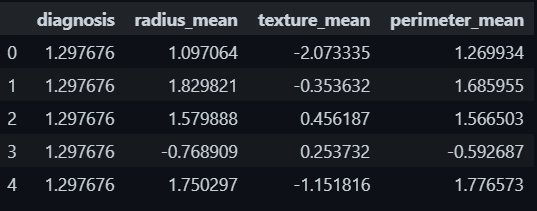 diagnosis radius_mean texture_mean perimeter_mean
0 1.297676 1.097064 -2.073335 1.269934
1 1.297676 1.829821 -0.353632 1.685955
2 1.297676 1.579888 0.456187 1.566503
3 1.297676 -0.768909 0.253732 -0.592687
4 1.297676 1.750297 -1.151816 1.776573